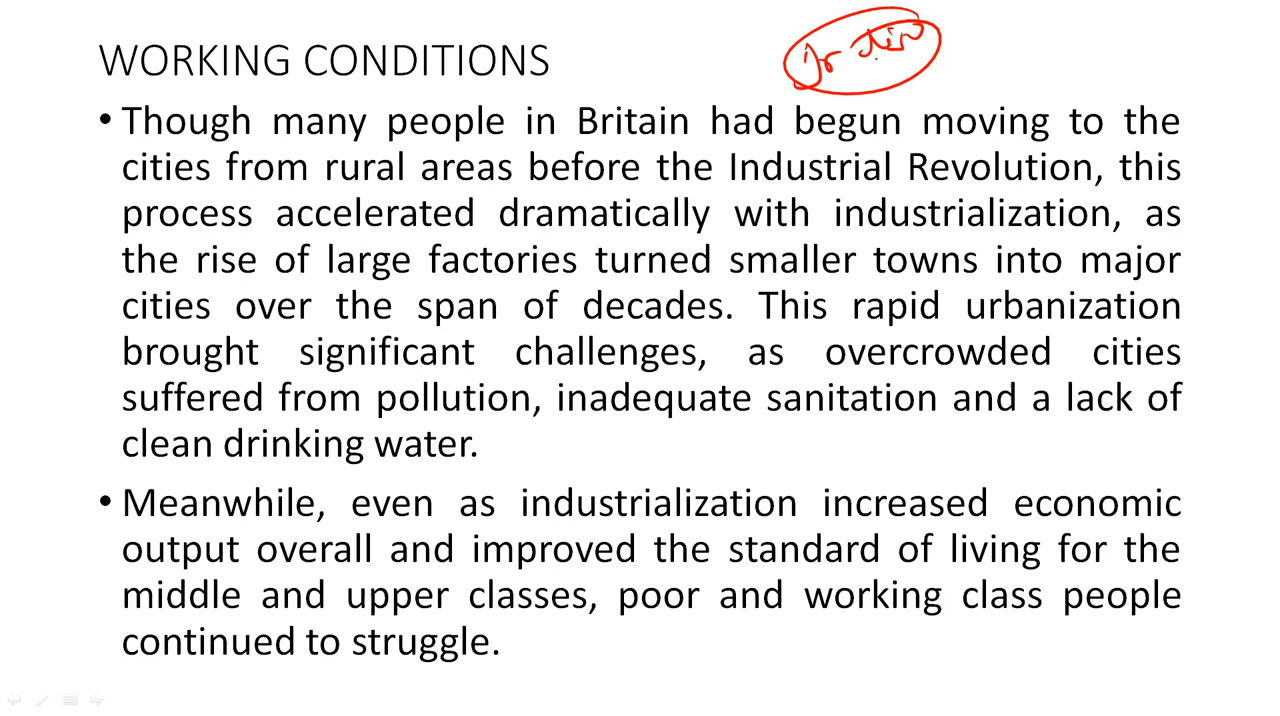 WORKING CONDITIONS
• Though many people in Britain had begun moving to the
cities from rural areas before the Industrial Revolution, this
process accelerated dramatically with industrialization, as
the rise of large factories turned smaller towns into major
cities over the span of decades. This rapid urbanization
brought significant challenges, as overcrowded cities
suffered from pollution, inadequate sanitation and a lack of
clean drinking water.
• Meanwhile, even as industrialization increased economic
output overall and improved the standard of living for the
middle and upper classes, poor and working class people
continued to struggle.